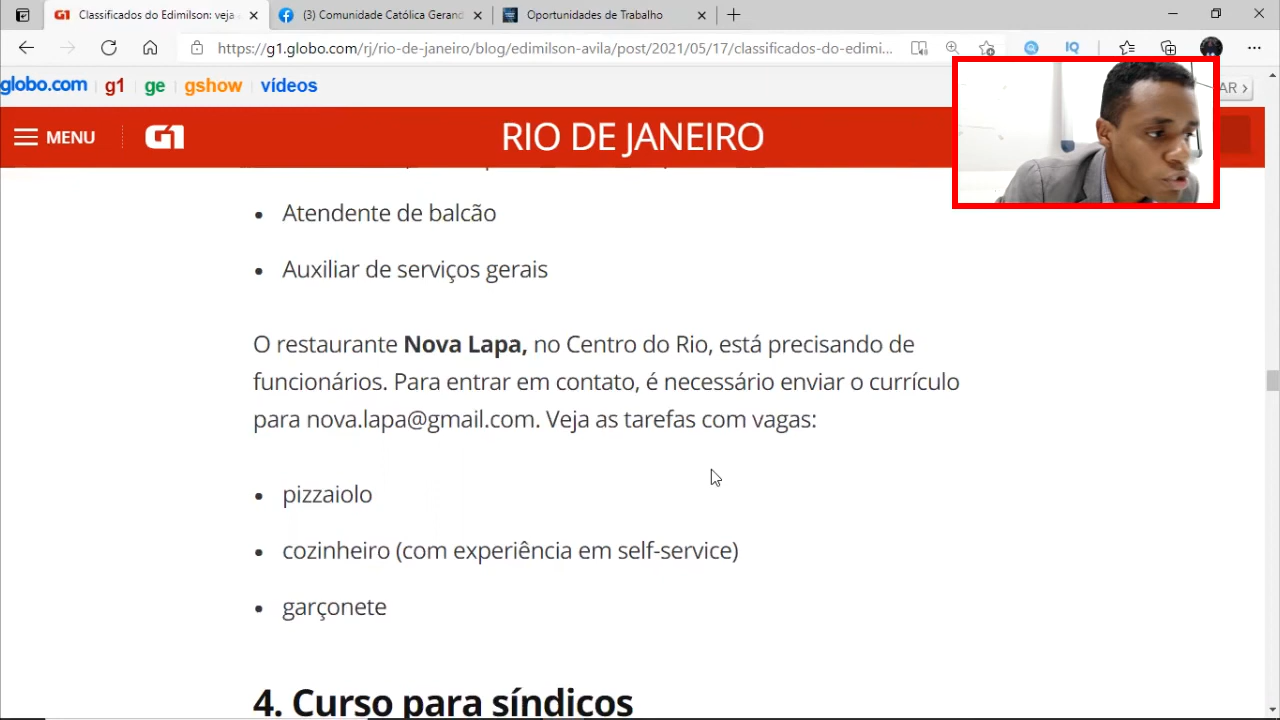 Classificados do Edimilson: veja
(3) Comunidade Católica Gerand
Oportunidades de Trabalho
https://g1.globo.com/rj/rio-de-janeiro/blog/edimilson-avila/post/2021/05/17/classificados-do-edimi...
globo.com g1 ge gshow vídeos
AR
MENU G1 RIO DE JANEIRO
• Atendente de balcão
• Auxiliar de serviços gerais
O restaurante Nova Lapa, no Centro do Rio, está precisando de
funcionários. Para entrar em contato, é necessário enviar o currículo
para nova.lapa@gmail.com. Veja as tarefas com vagas:
• pizzaiolo
• cozinheiro (com experiência em self-service)
• garçonete
4. Curso para síndicos